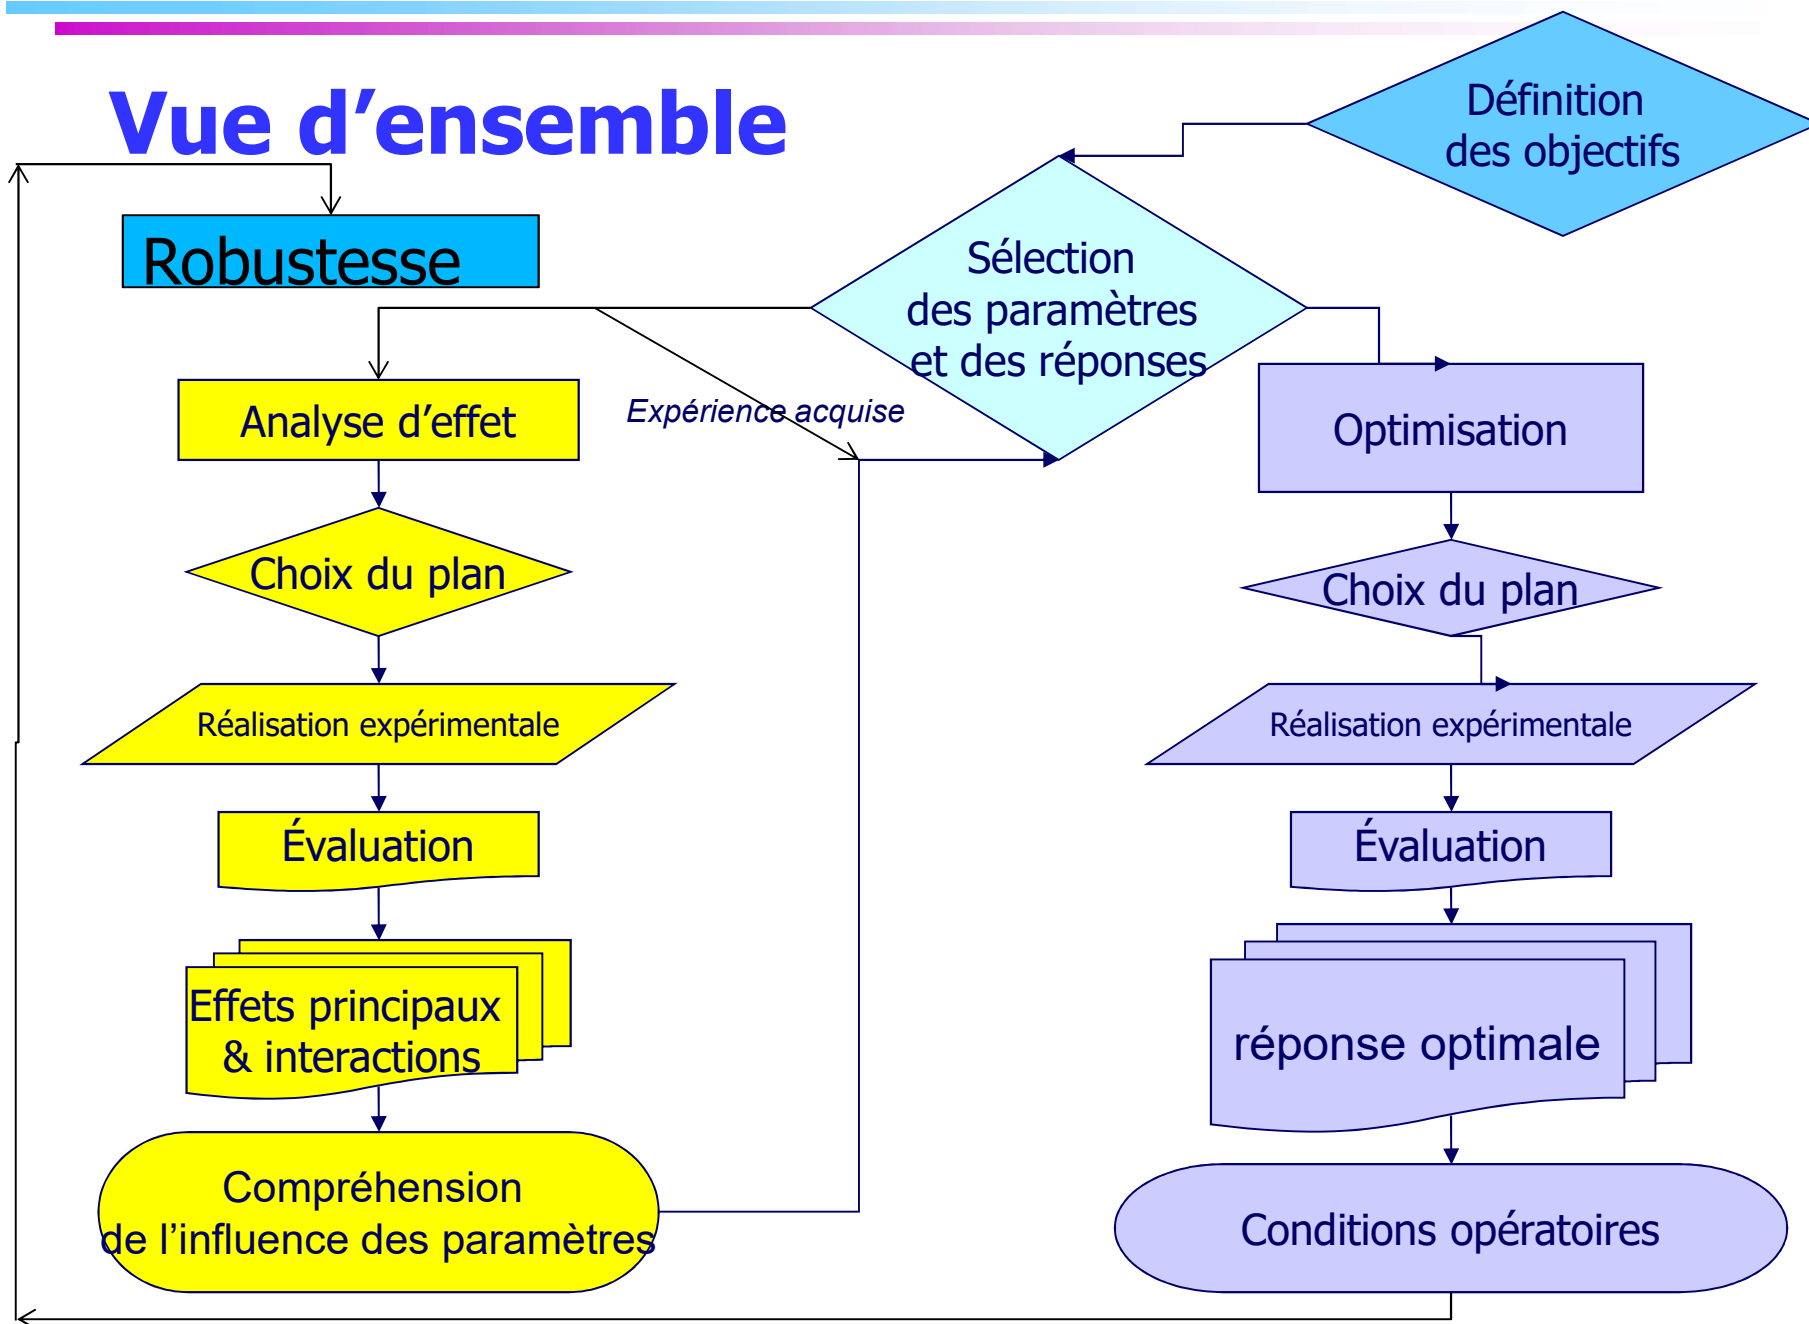 Vue d’ensemble
Définition
des objectifs
Robustesse
Sélection
des paramètres
et des réponses
Expérience acquise
Analyse d’effet
Choix du plan
Réalisation expérimentale
Évaluation
Effets principaux
& interactions
Compréhension
de l’influence des paramètres
Optimisation
Choix du plan
Réalisation expérimentale
Évaluation
réponse optimale
Conditions opératoires